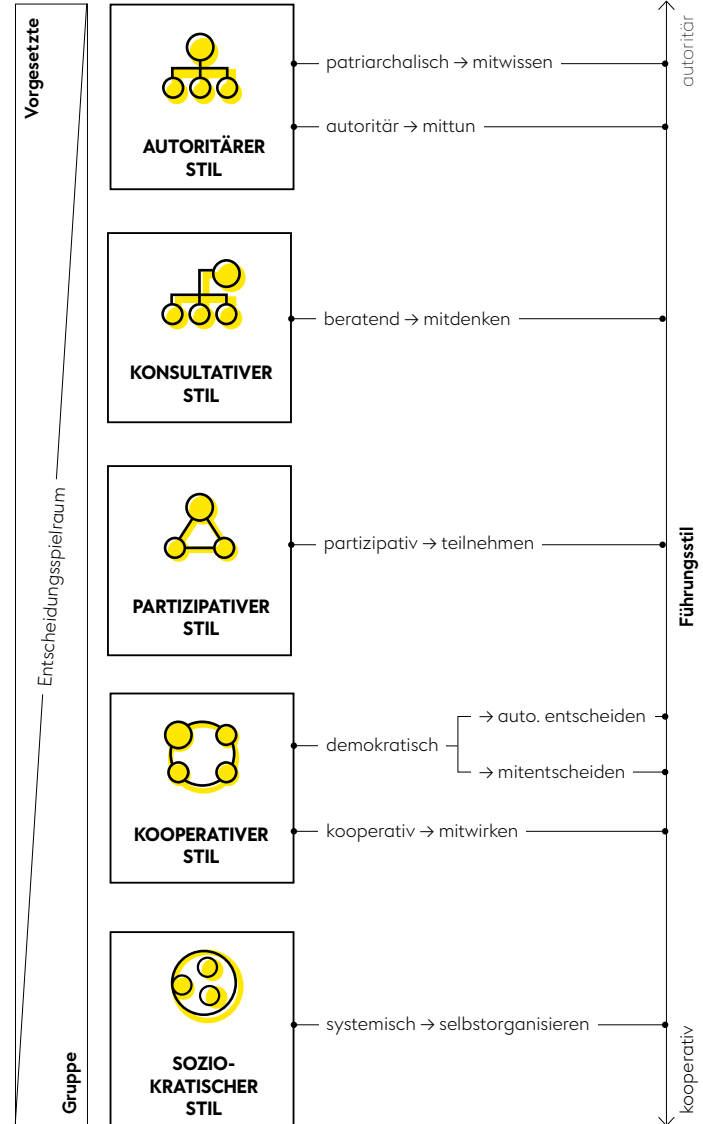 Vorgesetzte
Entscheidungsspielraum
Gruppe
AUTORITÄRER
STIL
patriarchalisch → mitwissen
autoritär → mittun
KONSULTATIVER
STIL
beratend → mitdenken
PARTIZIPATIVER
STIL
partizipativ → teilnehmen
KOOPERATIVER
STIL
demokratisch
→ auto. entscheiden
→ mitentscheiden
kooperativ → mitwirken
SOZIO-
KRATISCHER
STIL
systemisch → selbstorganisieren
autoritär
Führungsstil
kooperativ